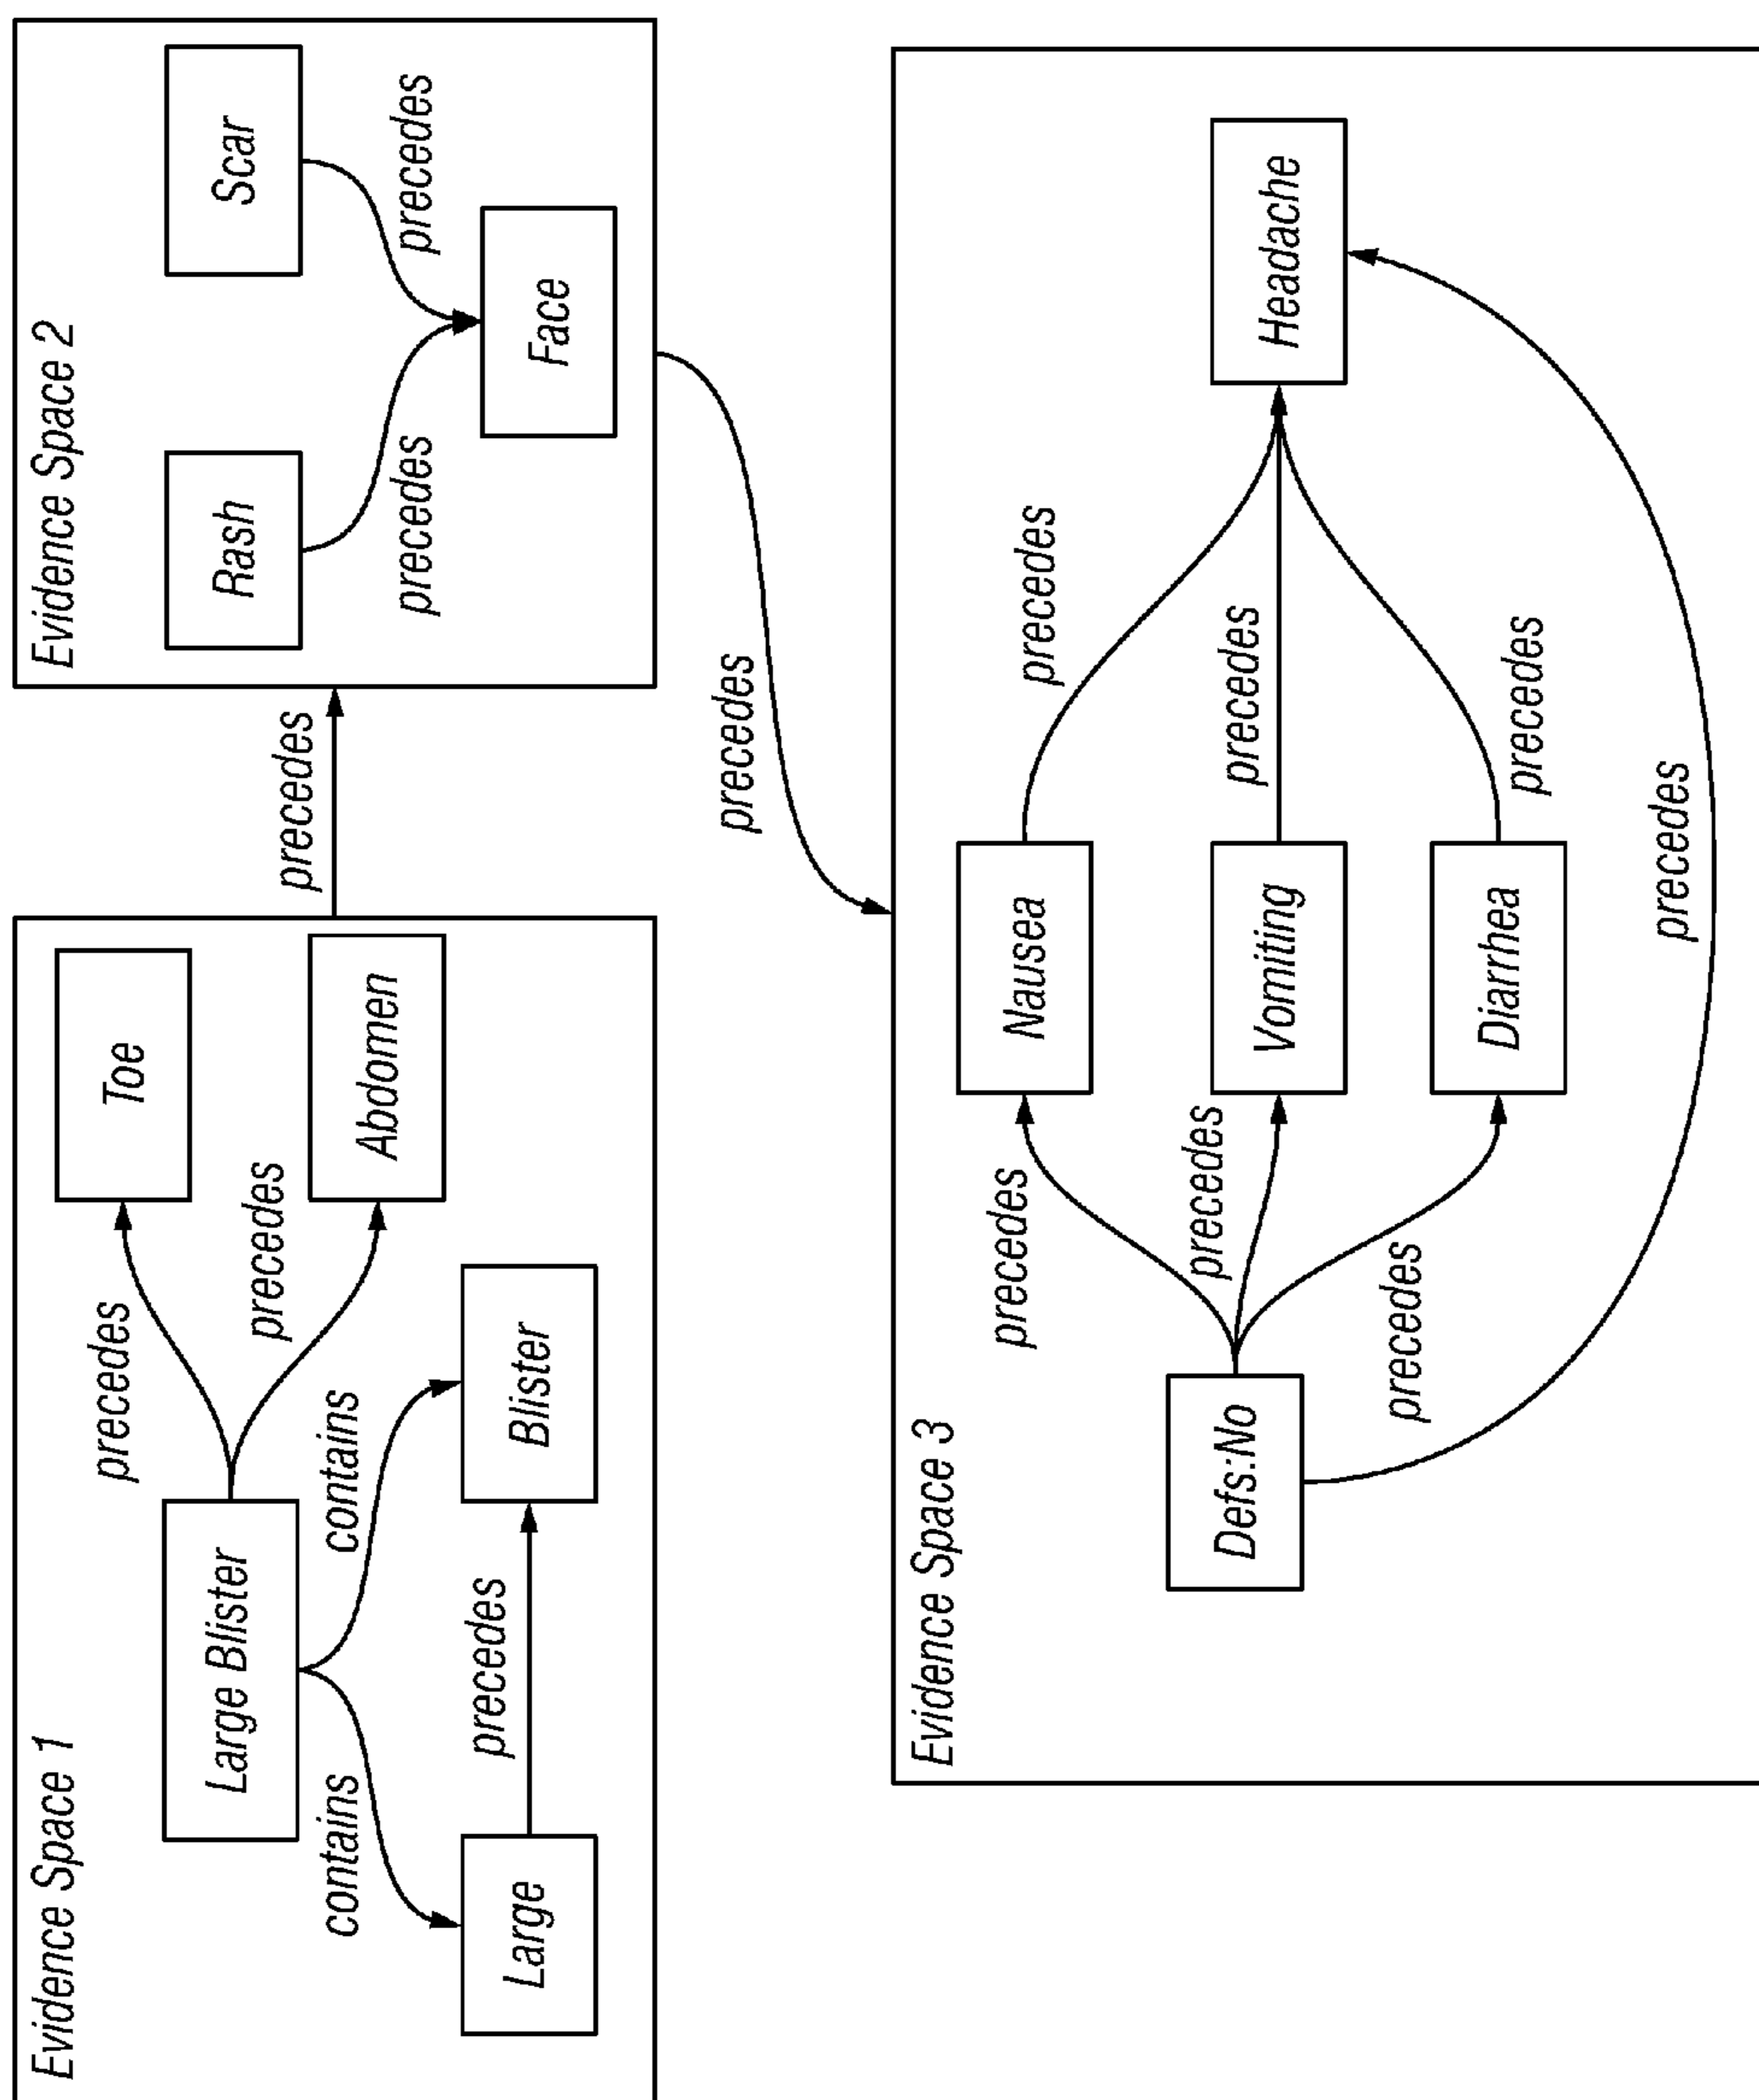 Evidence Space 1
Large Blister
precedes
Toe
precedes
Abdomen
contains
contains
Large
precedes
Blister
precedes
Evidence Space 2
Rash
Scar
precedes
precedes
Face
precedes
Evidence Space 3
Defs:No
precedes
precedes
precedes
Nausea
Vomiting
Diarrhea
precedes
precedes
precedes
Headache
precedes